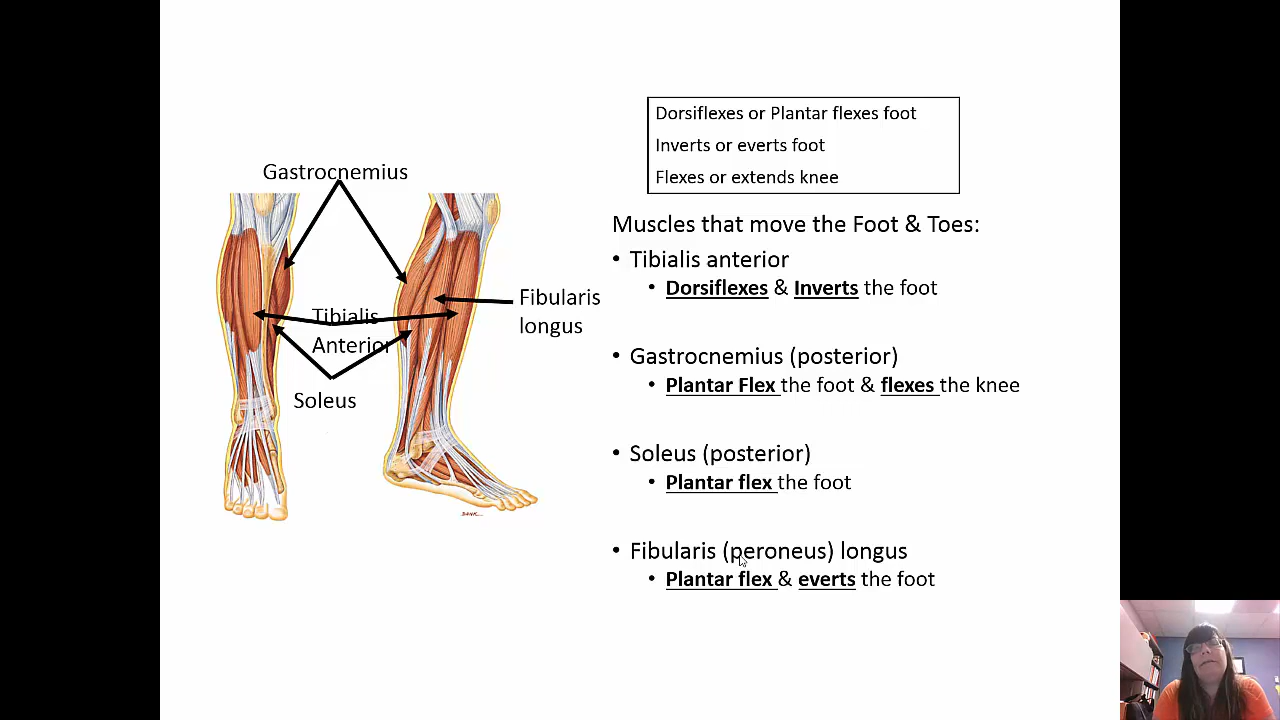 Dorsiflexes or Plantar flexes foot
Inverts or everts foot
Flexes or extends knee
Gastrocnemius
Tibialis
Anterior
Soleus
Fibularis
longus
Muscles that move the Foot & Toes:
• Tibialis anterior
• Dorsiflexes & Inverts the foot
• Gastrocnemius (posterior)
• Plantar Flex the foot & flexes the knee
• Soleus (posterior)
• Plantar flex the foot
• Fibularis (peroneus) longus
• Plantar flex & everts the foot